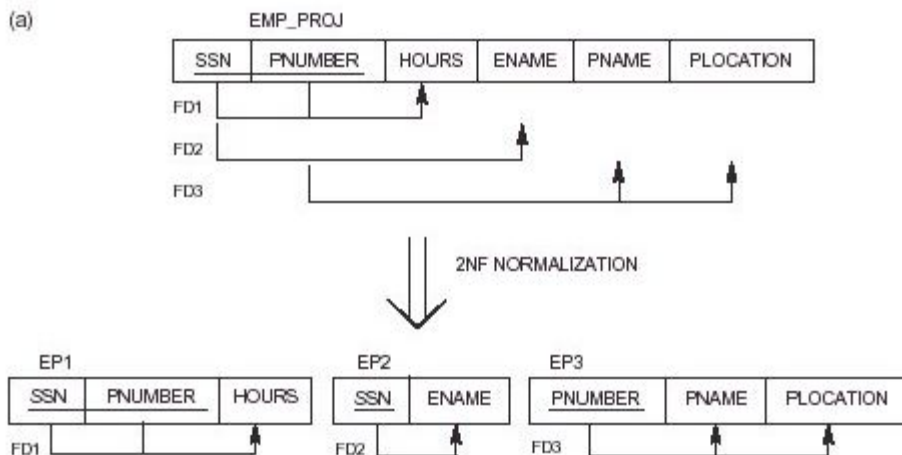 (a)
EMP_PROJ
SSN PNUMBER HOURS ENAME PNAME PLOCATION
FD1
FD2
FD3
2NF NORMALIZATION
EP1 EP2 EP3
SSN PNUMBER HOURS SSN ENAME PNUMBER PNAME PLOCATION
FD1 FD2 FD3